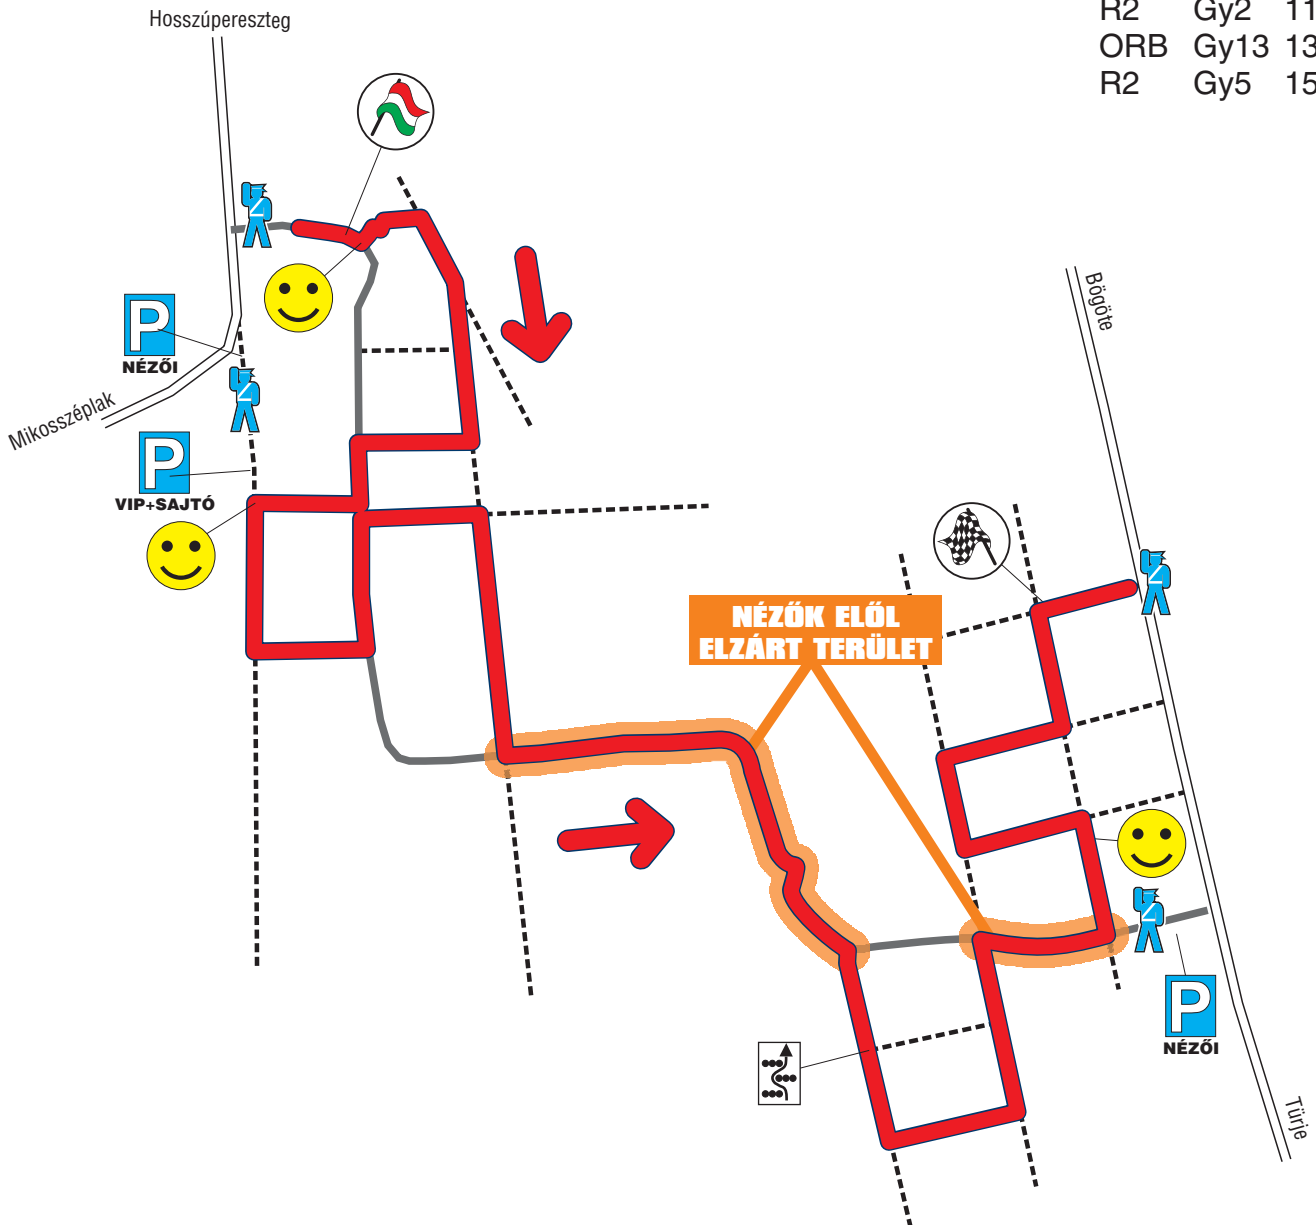 Hosszúpereszteg
R2 Gy2 11
ORB Gy13 13
R2 Gy5 15
Bögöte
P
NÉZŐI
Mikosszéplak
P
VIP+SAJTÓ
NÉZŐK ELŐL
ELZÁRT TERÜLET
P
NÉZŐI
Türje